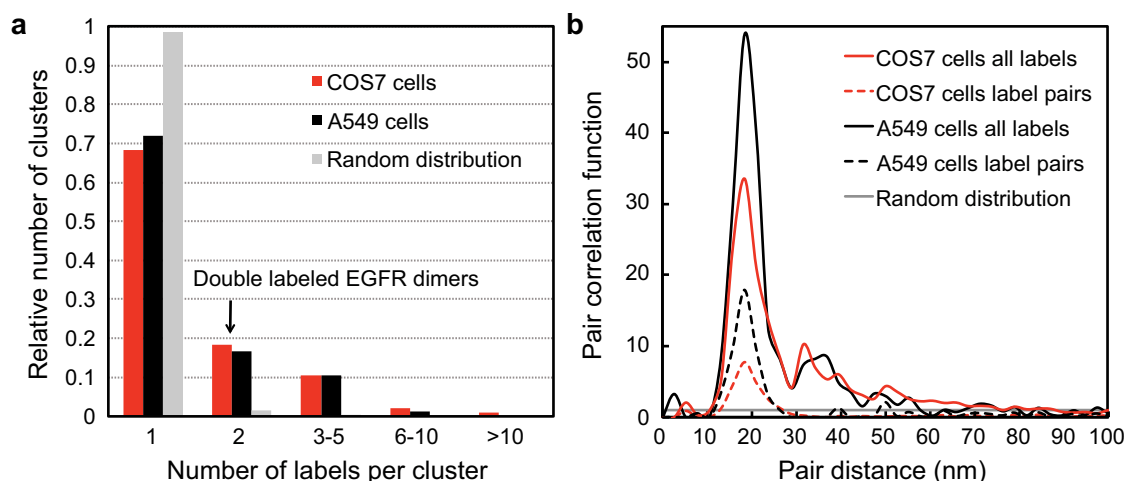 a
Relative number of clusters
1
0.9
0.8
0.7
0.6
0.5
0.4
0.3
0.2
0.1
0
COS7 cells
A549 cells
Random distribution
Double labeled EGFR dimers
1 2 3-5 6-10 >10
Number of labels per cluster
b
Pair correlation function
50
40
30
20
10
0
COS7 cells all labels
COS7 cells label pairs
A549 cells all labels
A549 cells label pairs
Random distribution
0 10 20 30 40 50 60 70 80 90 100
Pair distance (nm)